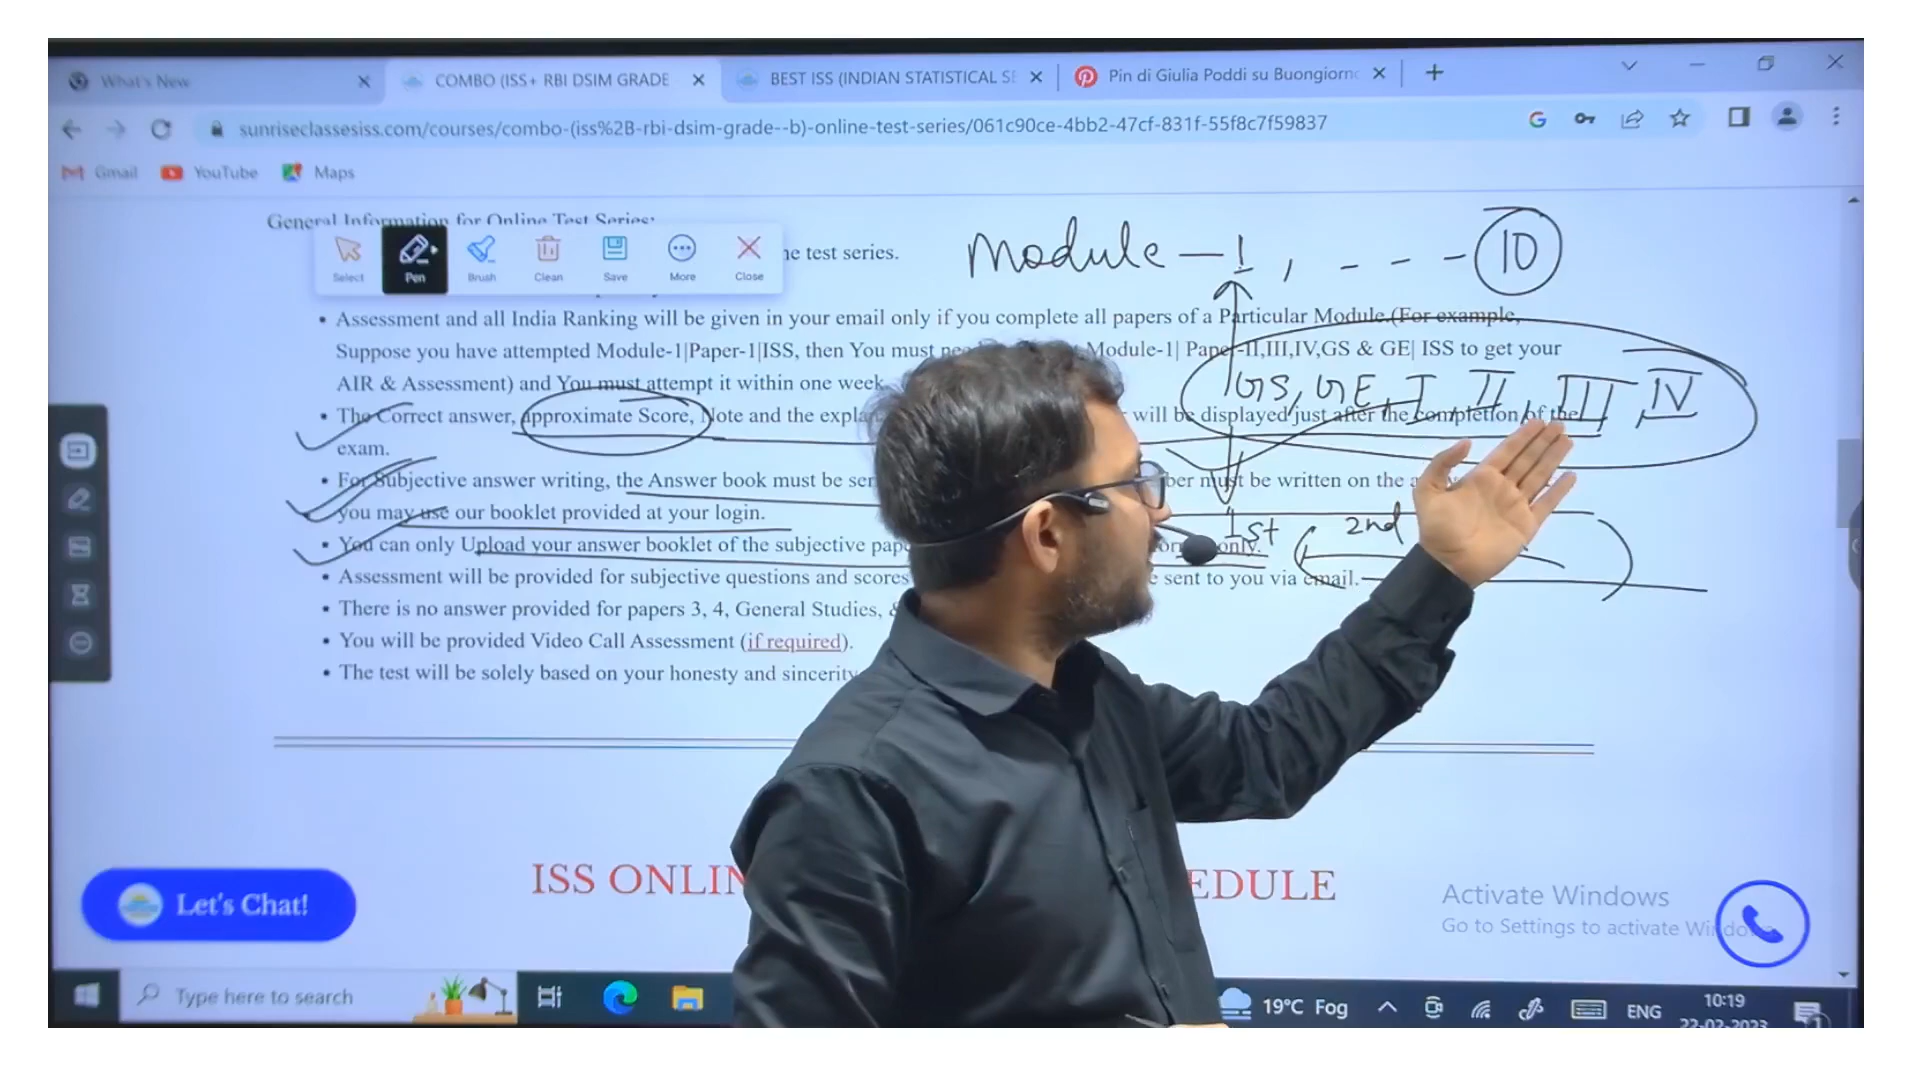 What's New
COMBO (ISS+ RBI DSIM GRADE
BEST ISS (INDIAN STATISTICAL SE
Pin di Giulia Poddi su Buongiorno
sunriseclassesiss.com/courses/combo-(iss%2B-rbi-dsim-grade--b)-online-test-series/061c90ce-4bb2-47cf-831f-55f8c7f59837
Gmail YouTube Maps
General Information for Online Test Series:
Select Pen Brush Clean Save More Close
he test series.
Module - 1, - - - 10
• Assessment and all India Ranking will be given in your email only if you complete all papers of a Particular Module.(For example,
Suppose you have attempted Module-1|Paper-1|ISS, then You must Module-1| Paper-II,III,IV,GS & GE| ISS to get your
AIR & Assessment) and You must attempt it within one week
GS, GE, I, II, III, IV
• The Correct answer, approximate Score, Note and the will be displayed just after the completion of the
exam.
• For Subjective answer writing, the Answer book must be must be written on the
you may use our booklet provided at your login.
1st 2nd
• You can only Upload your answer booklet of the subjective only.
• Assessment will be provided for subjective questions and scores sent to you via email.
• There is no answer provided for papers 3, 4, General Studies, &
• You will be provided Video Call Assessment (if required).
• The test will be solely based on your honesty and sincerity
ISS ONLIN EDULE
Let's Chat!
Activate Windows
Go to Settings to activate Windows
Type here to search
19°C Fog
ENG
10:19
22-02-2023